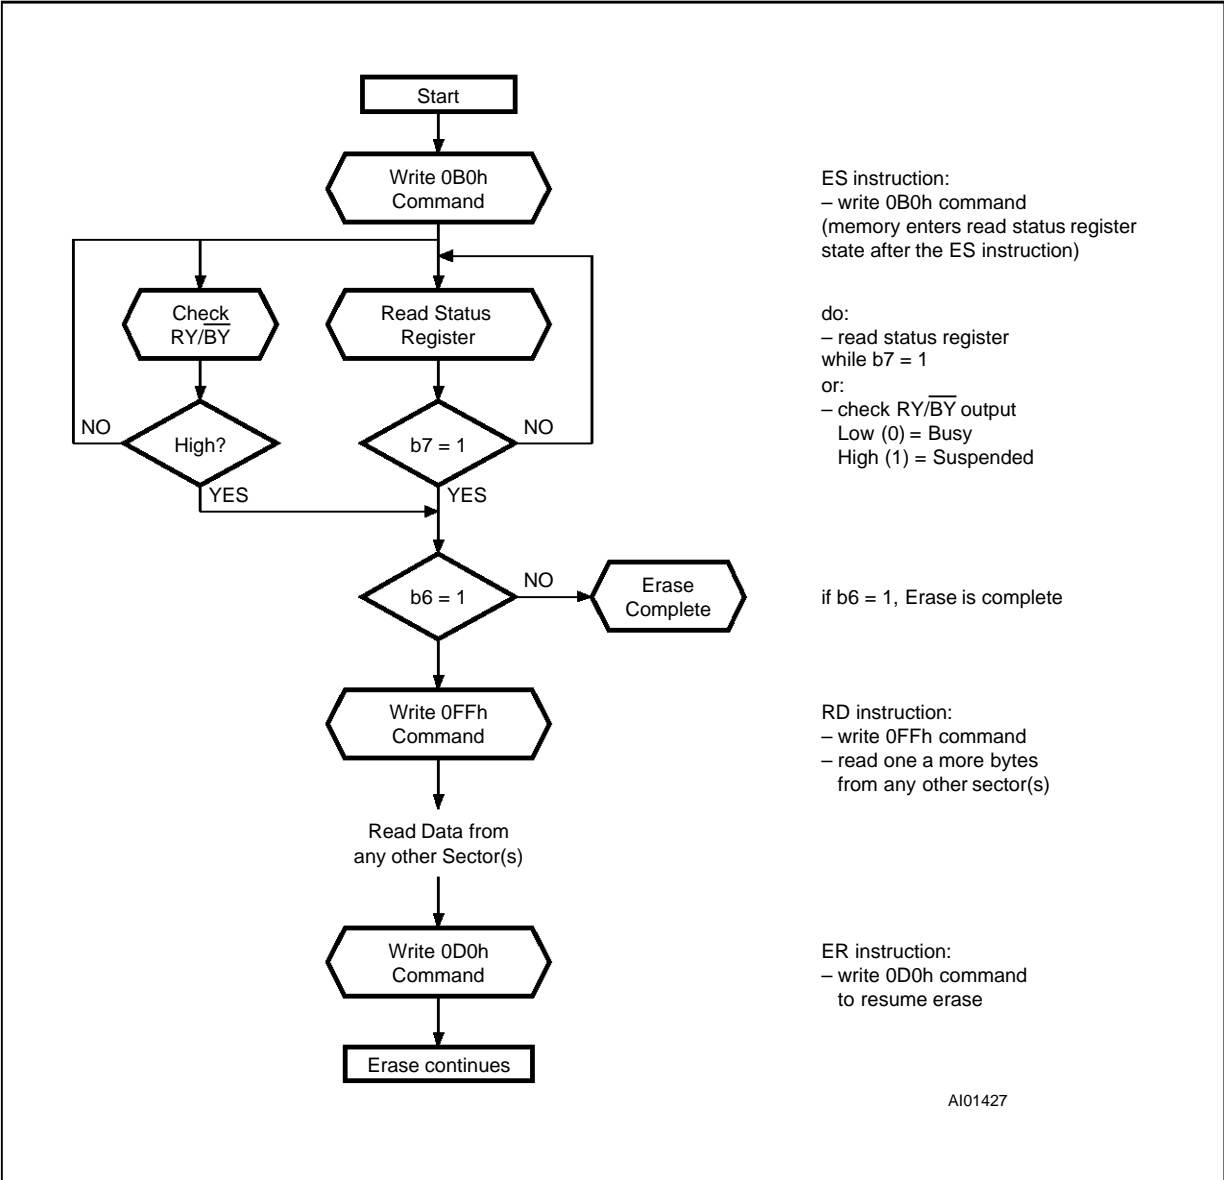 Start
Write 0B0h
Command
Check
RY/B̅Y̅
Read Status
Register
NO
High?
YES
b7 = 1
NO
YES
b6 = 1
NO
Erase
Complete
Write 0FFh
Command
Read Data from
any other Sector(s)
Write 0D0h
Command
Erase continues
ES instruction:
– write 0B0h command
(memory enters read status register
state after the ES instruction)
do:
– read status register
while b7 = 1
or:
– check RY/B̅Y̅ output
Low (0) = Busy
High (1) = Suspended
if b6 = 1, Erase is complete
RD instruction:
– write 0FFh command
– read one a more bytes
from any other sector(s)
ER instruction:
– write 0D0h command
to resume erase
AI01427